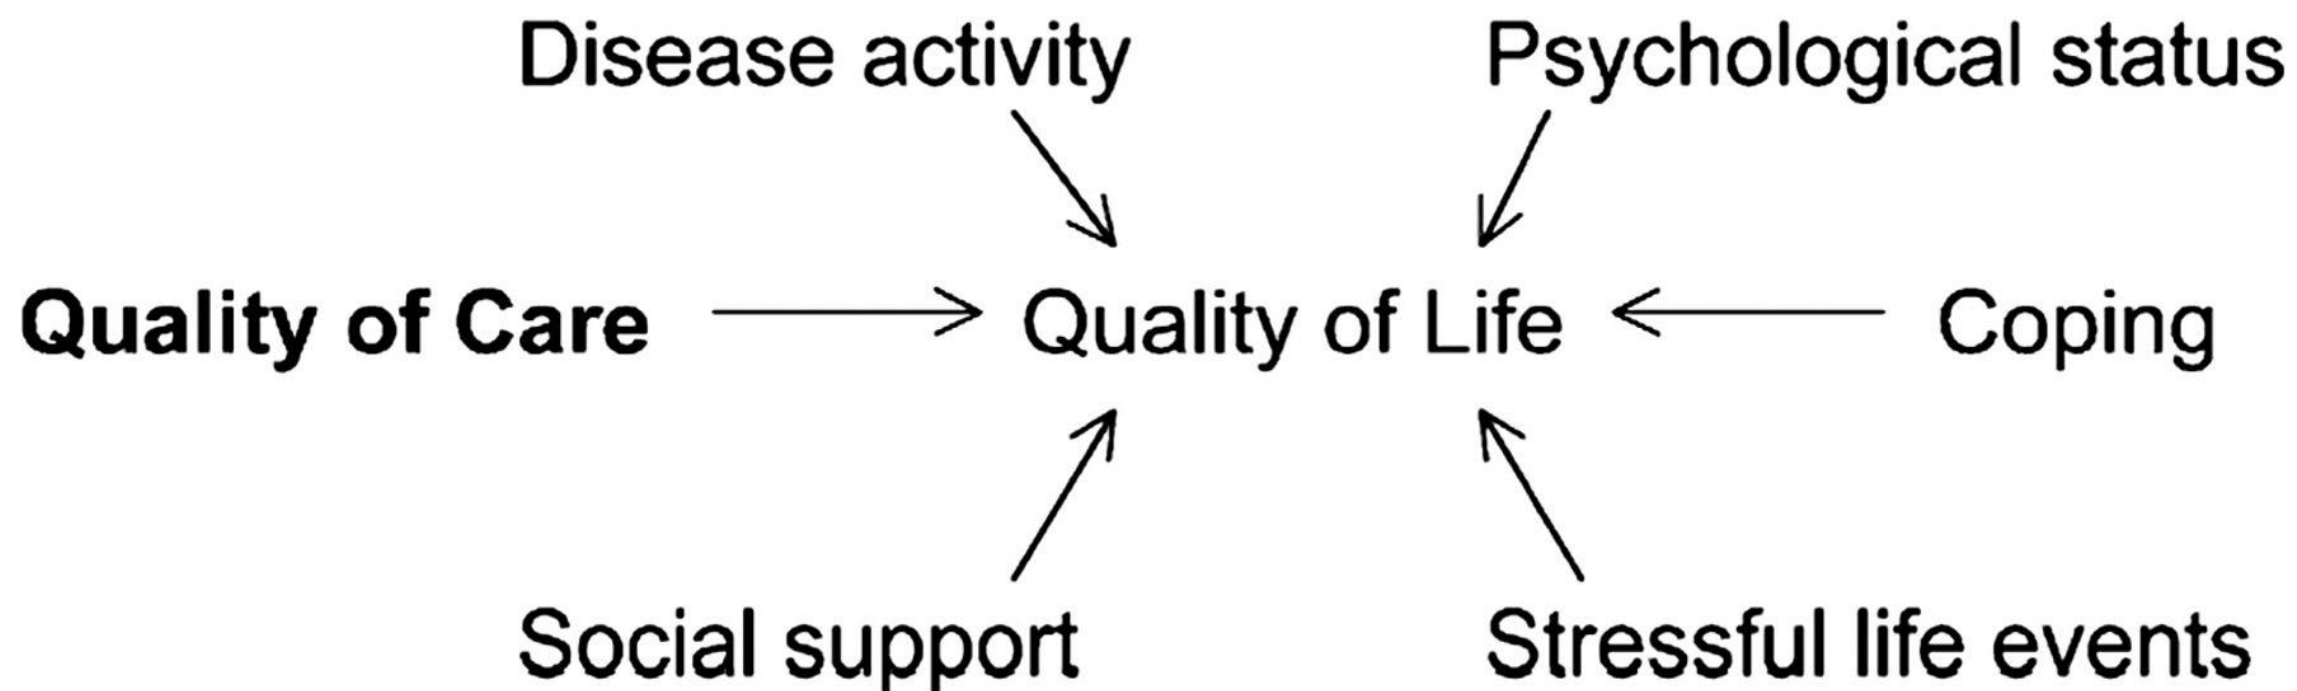 Disease activity
Psychological status
Quality of Care
Quality of Life
Coping
Social support
Stressful life events